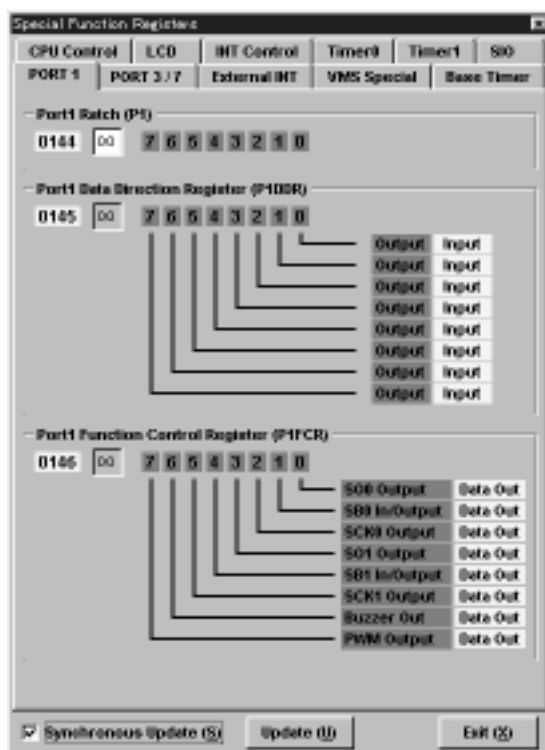 Special Function Registers
CPU Control LCD INT Control Timer0 Timer1 SIO
PORT 1 PORT 3 / 7 External INT VMS Special Base Timer
Port1 Ratch (P1)
0144 00 7 6 5 4 3 2 1 0
Port1 Data Direction Register (P1DDR)
0145 00 7 6 5 4 3 2 1 0
Output Input
Output Input
Output Input
Output Input
Output Input
Output Input
Output Input
Output Input
Port1 Function Control Register (P1FCR)
0146 00 7 6 5 4 3 2 1 0
SO0 Output Data Out
SB0 In/Output Data Out
SCK0 Output Data Out
SO1 Output Data Out
SB1 In/Output Data Out
SCK1 Output Data Out
Buzzer Out Data Out
PWM Output Data Out
Synchronous Update (S) Update (U) Exit (X)